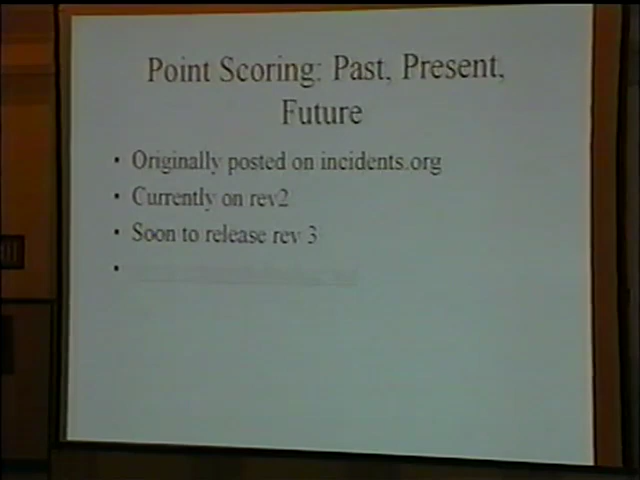 Point Scoring: Past, Present,
Future
• Originally posted on incidents.org
• Currently on rev2
• Soon to release rev 3
•